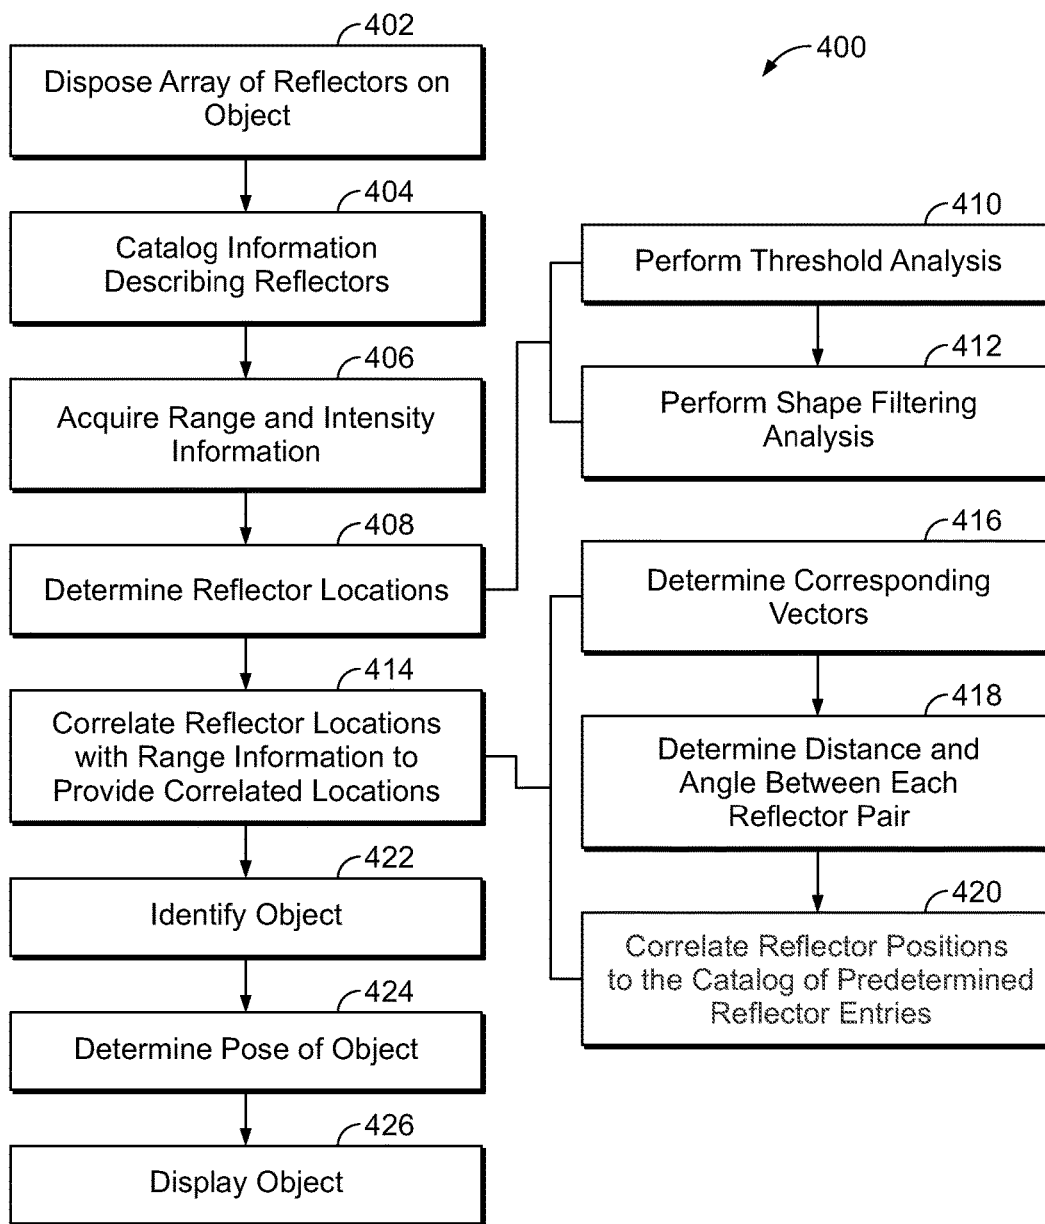 400
402
Dispose Array of Reflectors on
Object
404
Catalog Information
Describing Reflectors
406
Acquire Range and Intensity
Information
408
Determine Reflector Locations
410
Perform Threshold Analysis
412
Perform Shape Filtering
Analysis
414
Correlate Reflector Locations
with Range Information to
Provide Correlated Locations
416
Determine Corresponding
Vectors
418
Determine Distance and
Angle Between Each
Reflector Pair
420
Correlate Reflector Positions
to the Catalog of Predetermined
Reflector Entries
422
Identify Object
424
Determine Pose of Object
426
Display Object